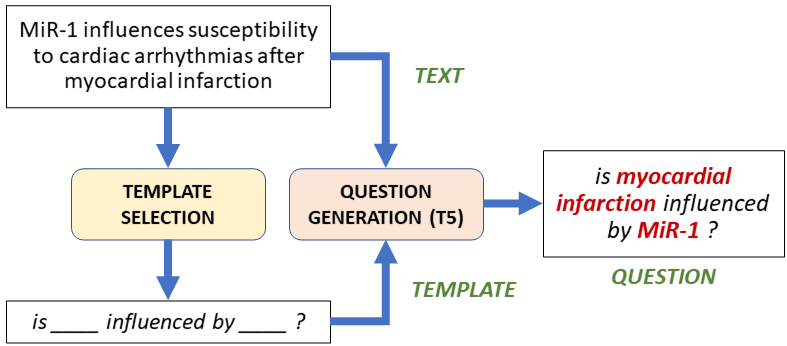 MiR-1 influences susceptibility
to cardiac arrhythmias after
myocardial infarction
TEXT
TEMPLATE
SELECTION
QUESTION
GENERATION (T5)
is myocardial
infarction influenced
by MiR-1 ?
QUESTION
TEMPLATE
is ____ influenced by ____ ?